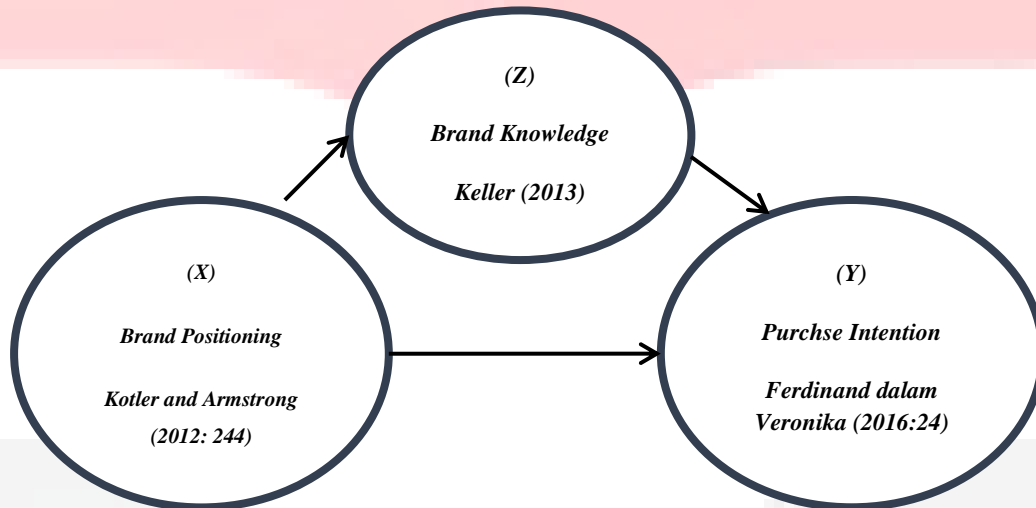 (Z)
Brand Knowledge
Keller (2013)
(X)
Brand Positioning
Kotler and Armstrong
(2012: 244)
(Y)
Purchse Intention
Ferdinand dalam
Veronika (2016:24)